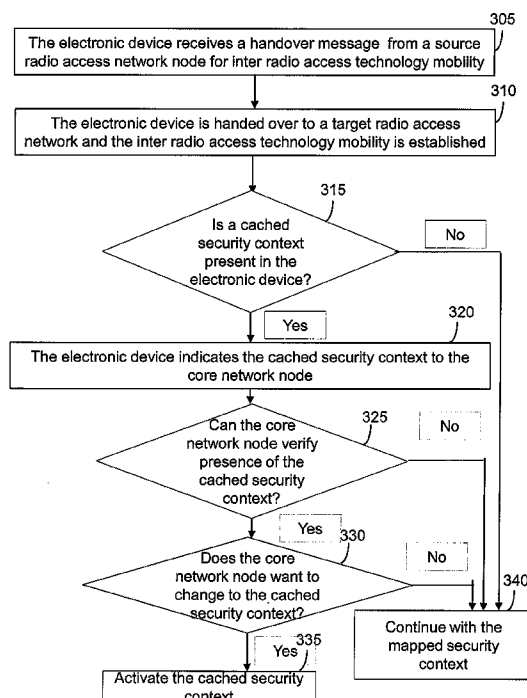 305
The electronic device receives a handover message from a source
radio access network node for inter radio access technology mobility
310
The electronic device is handed over to a target radio access
network and the inter radio access technology mobility is established
315
Is a cached
security context
present in the
electronic device?
No
Yes
320
The electronic device indicates the cached security context to the
core network node
325
Can the core
network node verify
presence of the
cached security
context?
No
Yes
330
Does the core
network node want to
change to the cached
security context?
No
Yes
335
340
Activate the cached security
context
Continue with the
mapped security
context